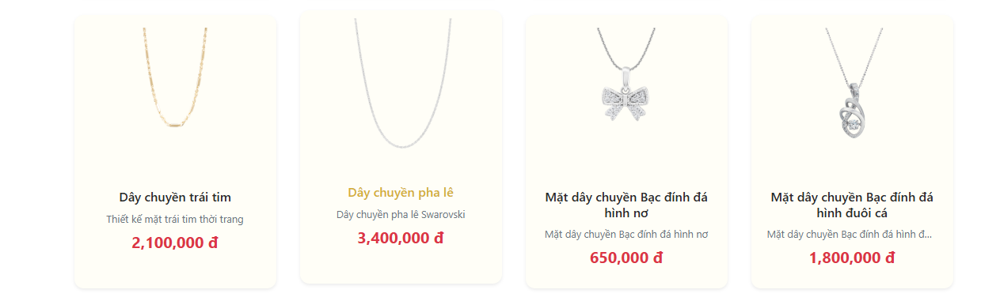 Dây chuyền trái tim
Thiết kế mặt trái tim thời trang
2,100,000 đ
Dây chuyền pha lê
Dây chuyền pha lê Swarovski
3,400,000 đ
Mặt dây chuyền Bạc đính đá
hình nơ
Mặt dây chuyền Bạc đính đá hình nơ
650,000 đ
Mặt dây chuyền Bạc đính đá
hình đuôi cá
Mặt dây chuyền Bạc đính đá hình đ...
1,800,000 đ